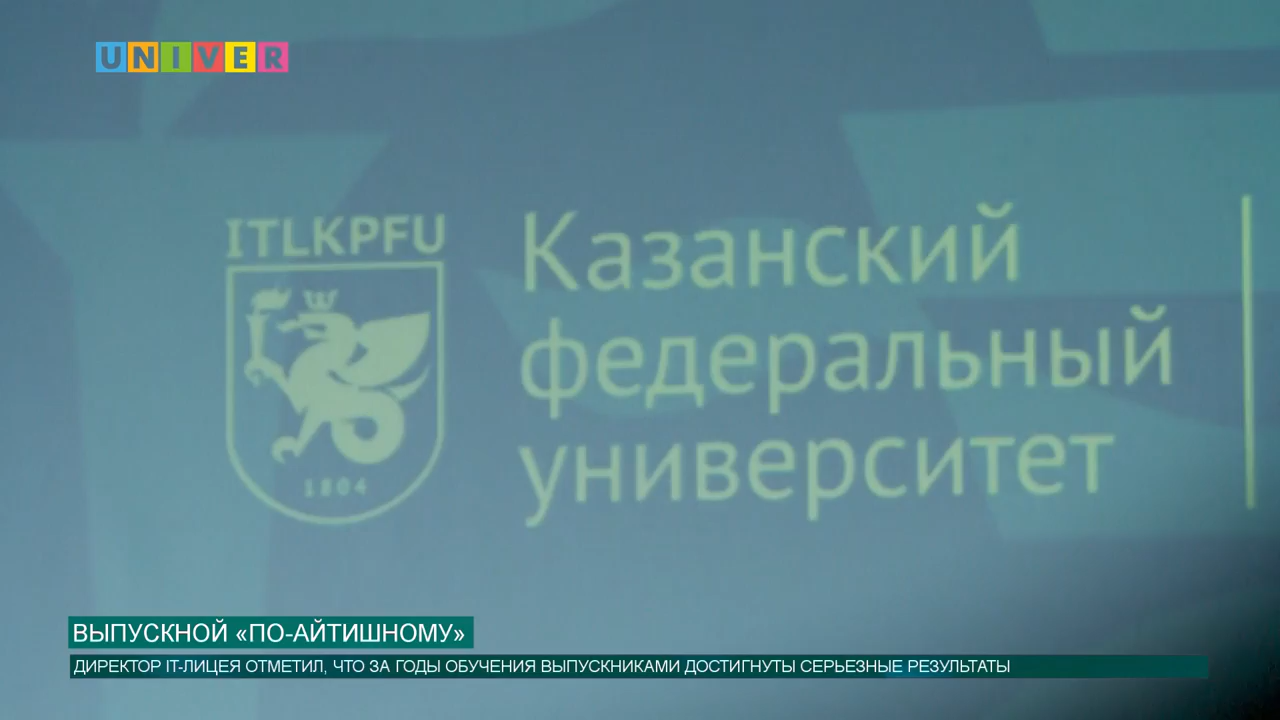 UNIVER
ITLKPFU
1804
Казанский
федеральный
университет
ВЫПУСКНОЙ «ПО-АЙТИШНОМУ»
ДИРЕКТОР IT-ЛИЦЕЯ ОТМЕТИЛ, ЧТО ЗА ГОДЫ ОБУЧЕНИЯ ВЫПУСКНИКАМИ ДОСТИГНУТЫ СЕРЬЕЗНЫЕ РЕЗУЛЬТАТЫ